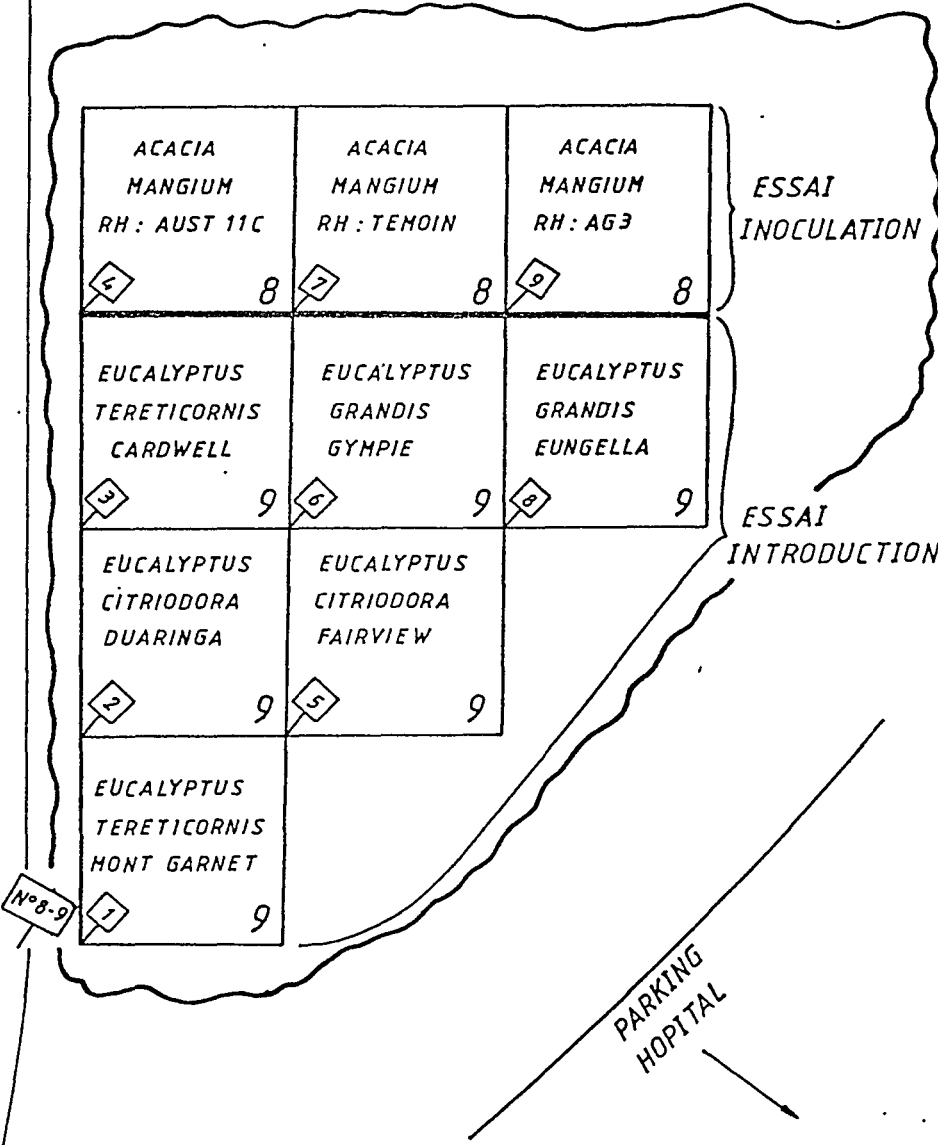 ACACIA
MANGIUM
RH : AUST 11C
4
8
ACACIA
MANGIUM
RH : TEMOIN
7
8
ACACIA
MANGIUM
RH : AG3
9
8
ESSAI
INOCULATION
EUCALYPTUS
TERETICORNIS
CARDWELL
3
9
EUCALYPTUS
GRANDIS
GYMPIE
6
9
EUCALYPTUS
GRANDIS
EUNGELLA
8
9
ESSAI
INTRODUCTION
EUCALYPTUS
CITRIODORA
DUARINGA
2
9
EUCALYPTUS
CITRIODORA
FAIRVIEW
5
9
EUCALYPTUS
TERETICORNIS
MONT GARNET
1
9
N°8-9
PARKING
HOPITAL